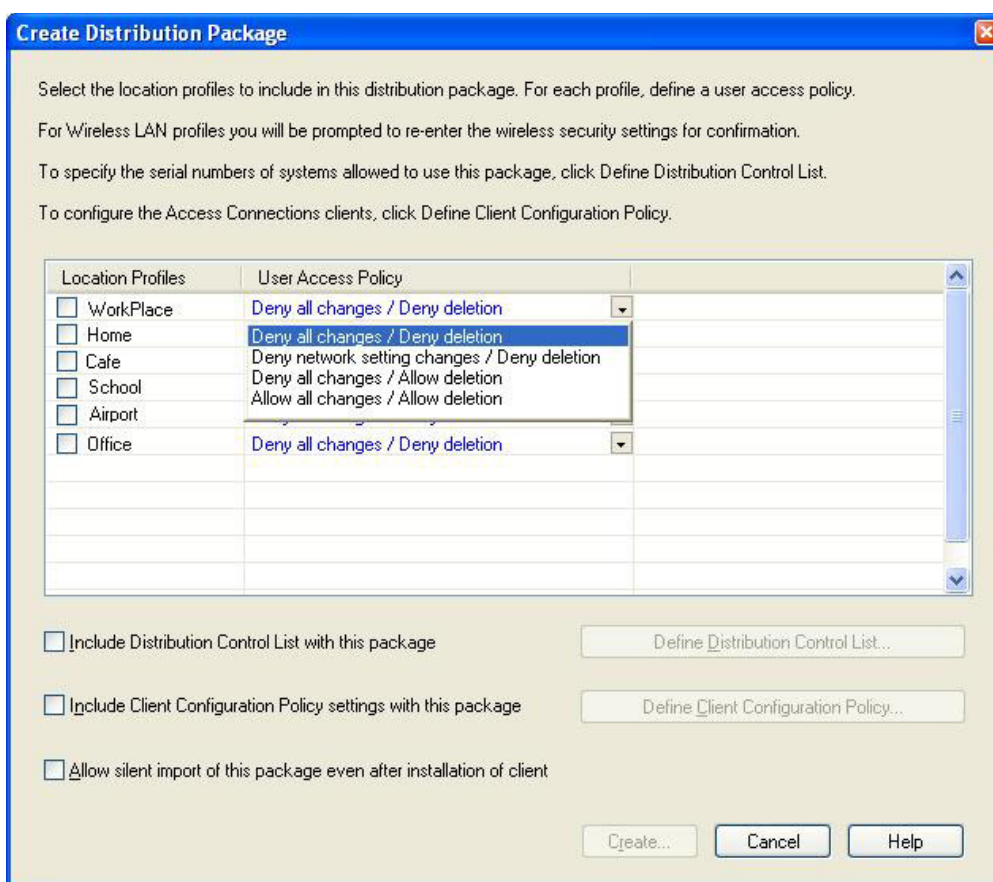 Create Distribution Package
Select the location profiles to include in this distribution package. For each profile, define a user access policy.
For Wireless LAN profiles you will be prompted to re-enter the wireless security settings for confirmation.
To specify the serial numbers of systems allowed to use this package, click Define Distribution Control List.
To configure the Access Connections clients, click Define Client Configuration Policy.
Location Profiles User Access Policy
WorkPlace Deny all changes / Deny deletion
Home Deny all changes / Deny deletion
Deny network setting changes / Deny deletion
Cafe
Deny all changes / Allow deletion
School
Allow all changes / Allow deletion
Airport
Office Deny all changes / Deny deletion
Include Distribution Control List with this package Define Distribution Control List...
Include Client Configuration Policy settings with this package Define Client Configuration Policy...
Allow silent import of this package even after installation of client
Create... Cancel Help